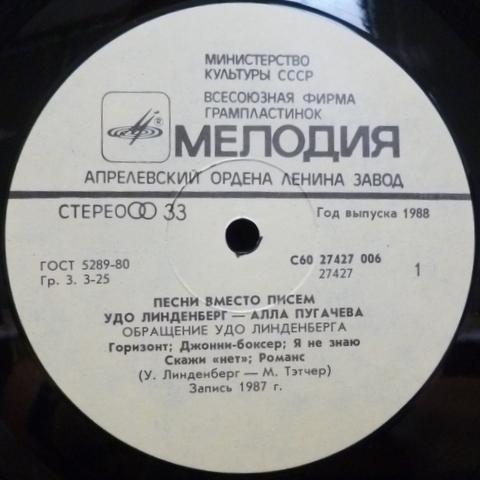 МИНИСТЕРСТВО
КУЛЬТУРЫ СССР
ВСЕСОЮЗНАЯ ФИРМА
ГРАМПЛАСТИНОК
®
МЕЛОДИЯ
АПРЕЛЕВСКИЙ ОРДЕНА ЛЕНИНА ЗАВОД
СТЕРЕО 33
Год выпуска 1988
ГОСТ 5289-80
Гр. 3. 3-25
С60 27427 006
27427
1
ПЕСНИ ВМЕСТО ПИСЕМ
УДО ЛИНДЕНБЕРГ — АЛЛА ПУГАЧЕВА
ОБРАЩЕНИЕ УДО ЛИНДЕНБЕРГА
Горизонт; Джонни-боксер; Я не знаю
Скажи «нет»; Романс
(У. Линденберг — М. Тэтчер)
Запись 1987 г.